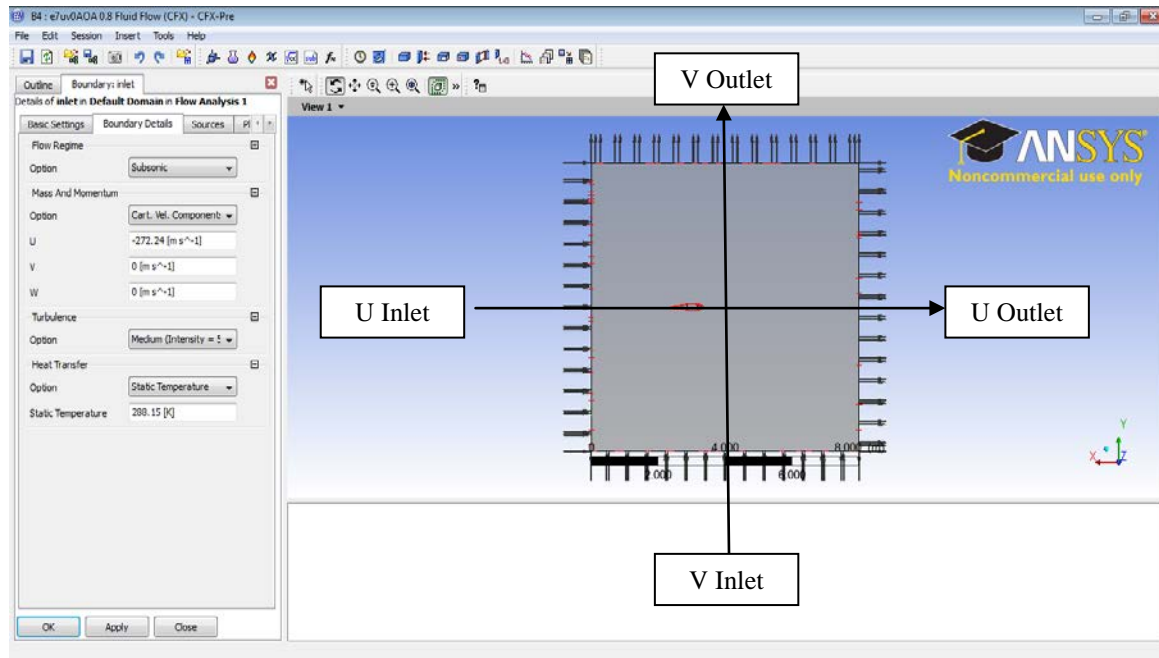 B4 : e7uv0AOA 0.8 Fluid Flow (CFX) - CFX-Pre
File Edit Session Insert Tools Help
Outline Boundary: inlet
Details of inlet in Default Domain in Flow Analysis 1
Basic Settings Boundary Details Sources Pl
Flow Regime
Option Subsonic
Mass And Momentum
Option Cart. Vel. Components
U -272.24 [m s^-1]
V 0 [m s^-1]
W 0 [m s^-1]
Turbulence
Option Medium (Intensity = 5
Heat Transfer
Option Static Temperature
Static Temperature 288.15 [K]
OK Apply Close
View 1
V Outlet
ANSYS
Noncommercial use only
U Inlet
U Outlet
0 4.000 8.000 (m)
2.000 6.000
Y
X Z
V Inlet